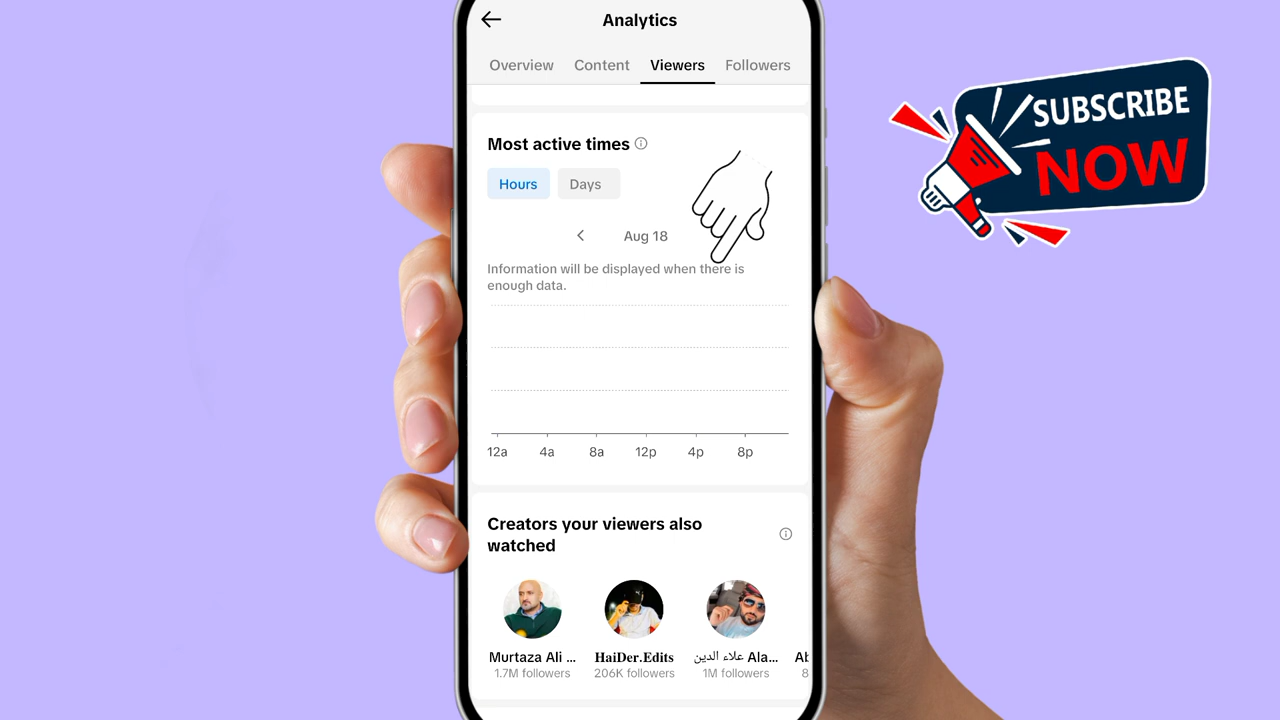 Analytics
Overview Content Viewers Followers
Most active times
Hours Days
Aug 18
Information will be displayed when there is
enough data.
12a 4a 8a 12p 4p 8p
Creators your viewers also
watched
Murtaza Ali ... HaiDer.Edits علاء الدين Ala... Ab
1.7M followers 206K followers 1M followers 8
SUBSCRIBE
NOW